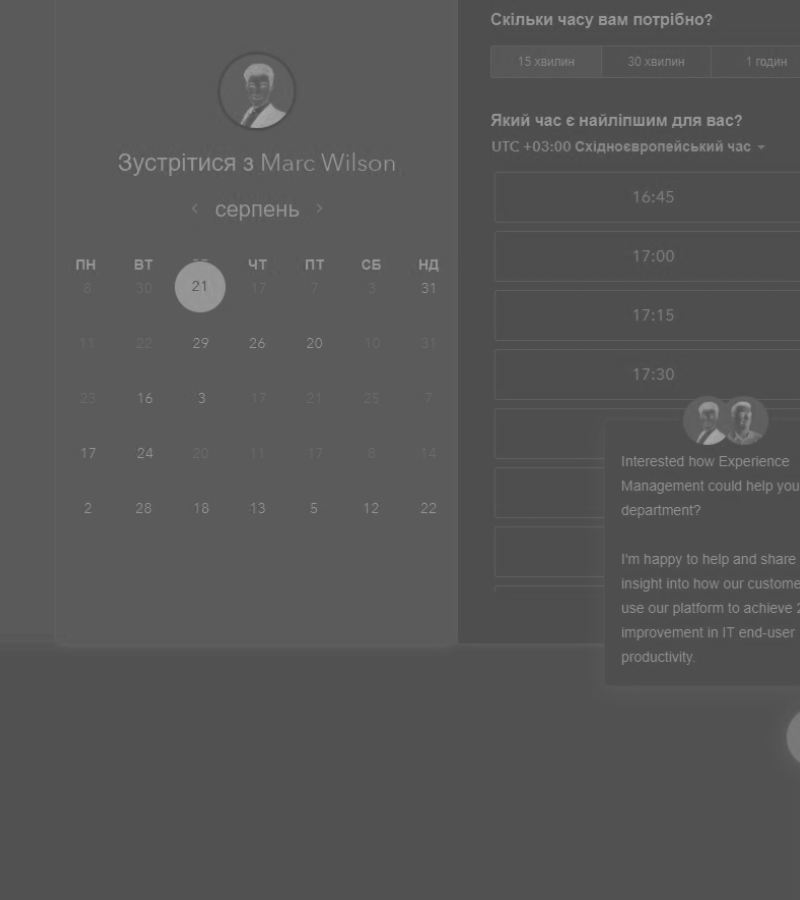 Зустрітися з Marc Wilson
серпень
ПН ВТ ЧТ ПТ СБ НД
8 30 21 17 7 3 31
11 22 29 26 20 10 31
23 16 3 17 21 25 7
17 24 20 11 17 8 14
2 28 18 13 5 12 22
Скільки часу вам потрібно?
15 хвилин 30 хвилин 1 годин
Який час є найліпшим для вас?
UTC +03:00 Східноєвропейський час
16:45
17:00
17:15
17:30
Interested how Experience
Management could help you
department?
I'm happy to help and share
insight into how our custome
use our platform to achieve 2
improvement in IT end-user
productivity.